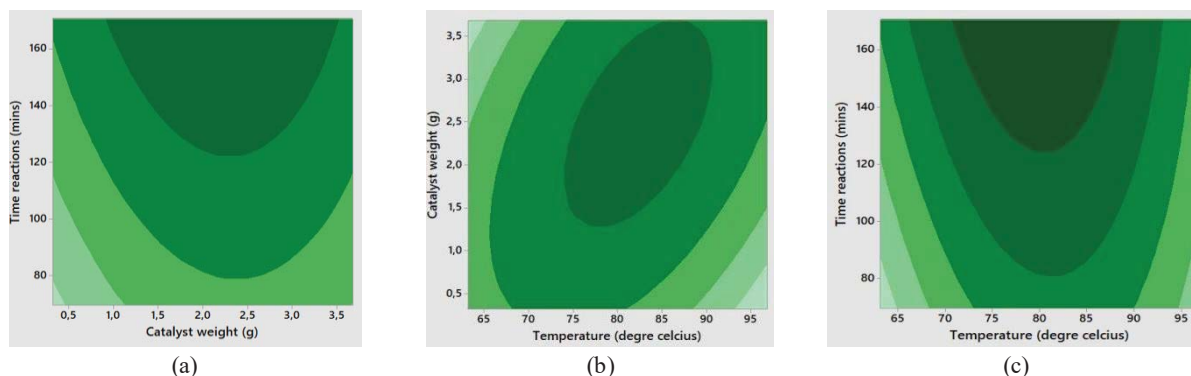 Time reactions (mins)
160
140
120
100
80
0,5 1,0 1,5 2,0 2,5 3,0 3,5
Catalyst weight (g)
(a)
Catalyst weight (g)
3,5
3,0
2,5
2,0
1,5
1,0
0,5
65 70 75 80 85 90 95
Temperature (degre celcius)
(b)
Time reactions (mins)
160
140
120
100
80
65 70 75 80 85 90 95
Temperature (degre celcius)
(c)